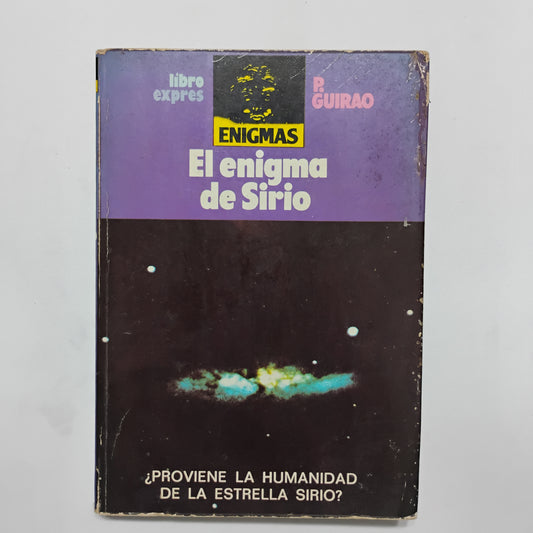 libro
expres
P.
GUIRAO
ENIGMAS
El enigma
de Sirio
¿PROVIENE LA HUMANIDAD
DE LA ESTRELLA SIRIO?